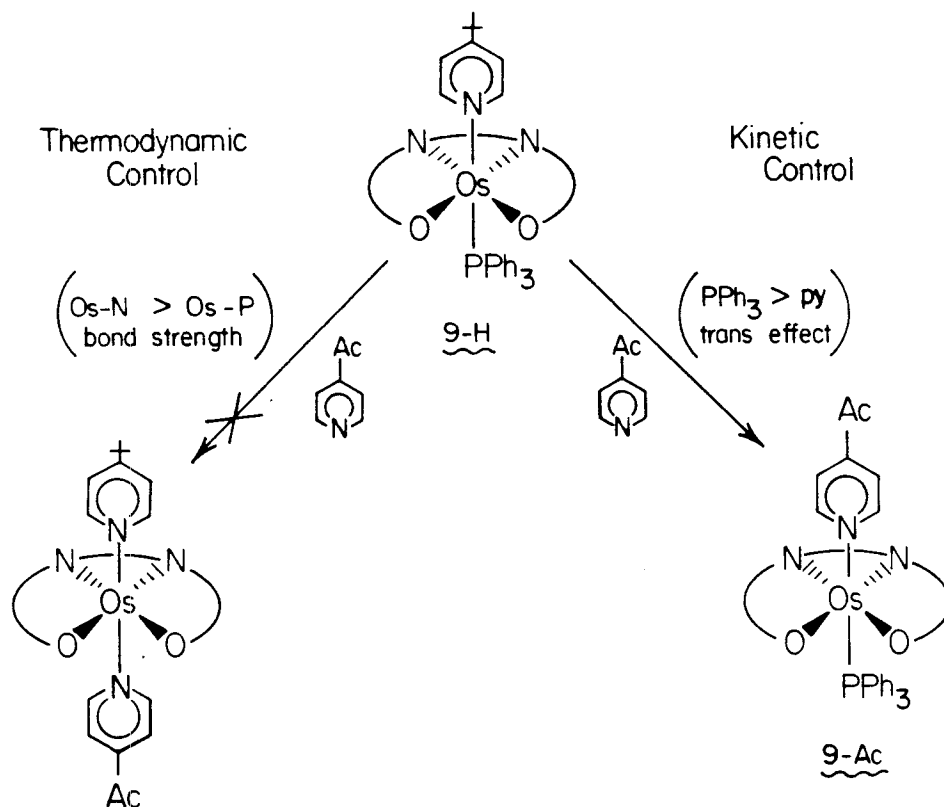 N
N
N
Os
O
O
PPh3
9-H
Thermodynamic
Control
Kinetic
Control
(Os-N > Os-P
bond strength)
Ac
N
Ac
N
(PPh3 > py
trans effect)
N
N
N
Os
O
O
N
Ac
Ac
N
N
N
Os
O
O
PPh3
9-Ac